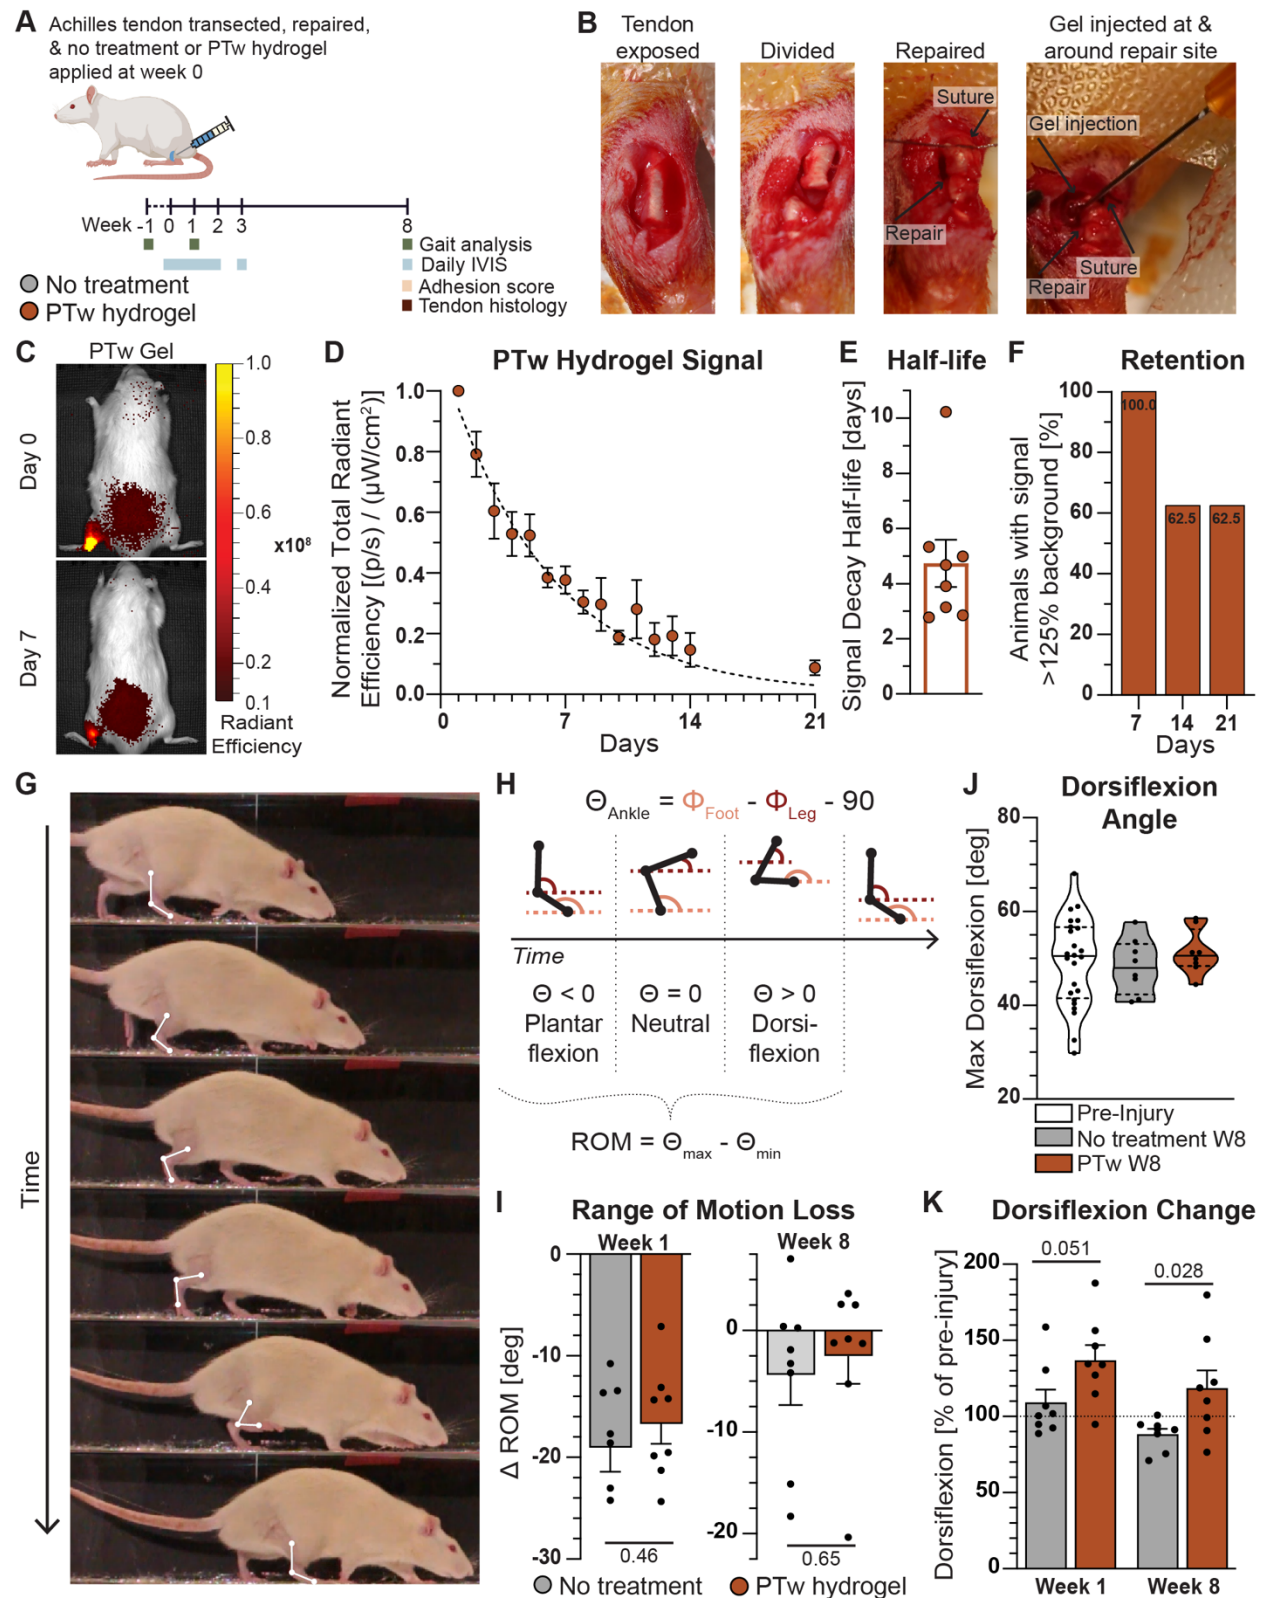 A
Achilles tendon transected, repaired,
& no treatment or PTw hydrogel
applied at week 0
Week -1 0 1 2 3 8
Gait analysis
Daily IVIS
Adhesion score
Tendon histology
No treatment
PTw hydrogel
B
Tendon
exposed
Divided
Repaired
Gel injected at &
around repair site
Suture
Repair
Gel injection
Suture
Repair
C
PTw Gel
Day 0
Day 7
1.0
0.8
0.6
x10⁸
0.4
0.2
0.1
Radiant
Efficiency
D
PTw Hydrogel Signal
Normalized Total Radiant
Efficiency [(p/s) / (µW/cm²)]
1.0
0.8
0.6
0.4
0.2
0.0
0 7 14 21
Days
E
Half-life
Signal Decay Half-life [days]
10
8
6
4
2
0
F
Retention
Animals with signal
>125% background [%]
100
80
60
40
20
0
100.0
62.5
62.5
7 14 21
Days
G
Time
H
Θ Ankle = Φ Foot - Φ Leg - 90
Time
Θ < 0
Plantar
flexion
Θ = 0
Neutral
Θ > 0
Dorsi-
flexion
ROM = Θ max - Θ min
J
Dorsiflexion
Angle
Max Dorsiflexion [deg]
80
60
40
20
Pre-Injury
No treatment W8
PTw W8
I
Range of Motion Loss
Week 1
Week 8
Δ ROM [deg]
0
-10
-20
-30
0
-10
-20
0.46
0.65
No treatment
PTw hydrogel
K
Dorsiflexion Change
Dorsiflexion [% of pre-injury]
200
150
100
50
0
0.051
0.028
Week 1
Week 8